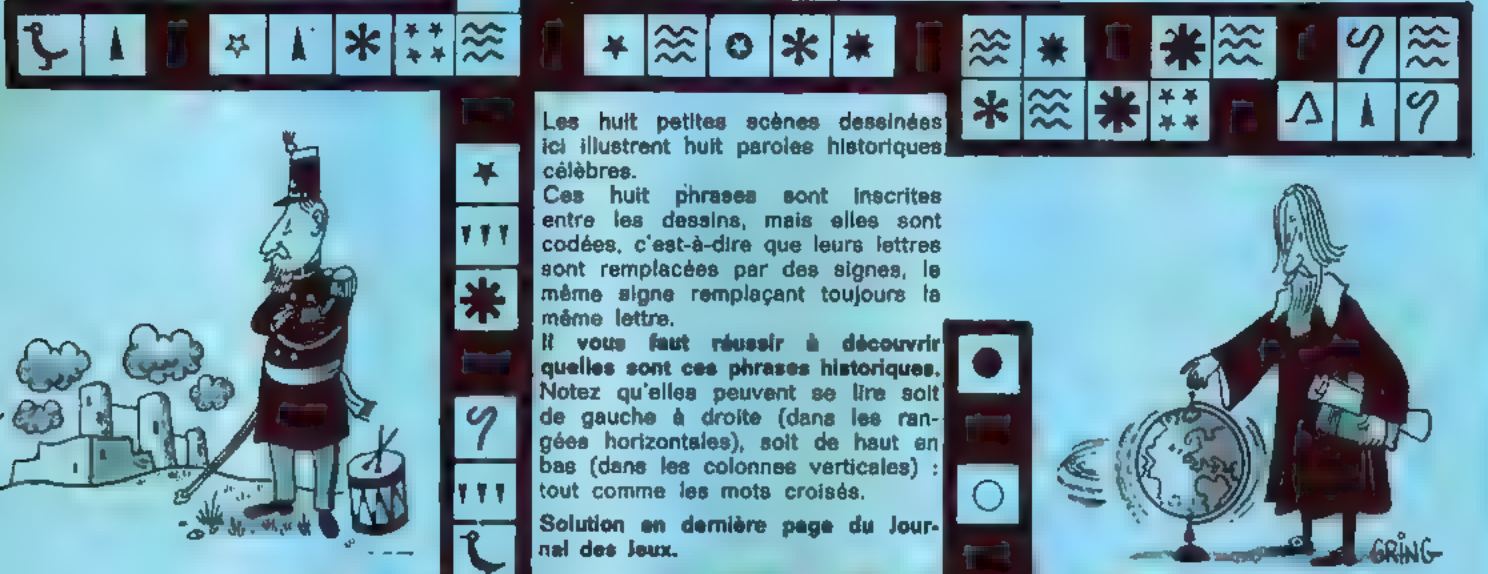 Les huit petites scènes dessinées
ici illustrent huit paroles historiques
célèbres.
Ces huit phrases sont inscrites
entre les dessins, mais elles sont
codées, c'est-à-dire que leurs lettres
sont remplacées par des signes, le
même signe remplaçant toujours la
même lettre.
Il vous faut réussir à découvrir
quelles sont ces phrases historiques.
Notez qu'elles peuvent se lire soit
de gauche à droite (dans les ran-
gées horizontales), soit de haut en
bas (dans les colonnes verticales) :
tout comme les mots croisés.
Solution en dernière page du Jour-
nal des Jeux.
GRING